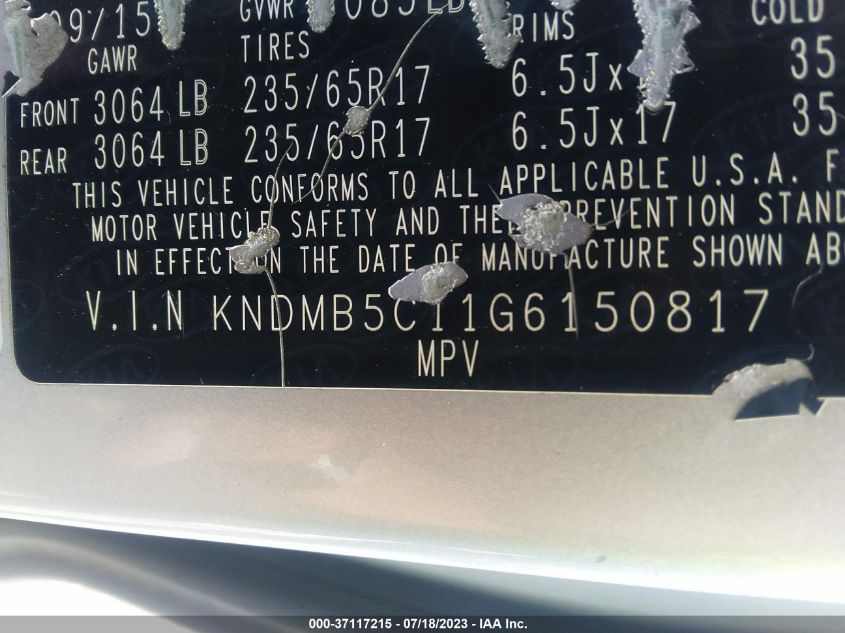 09/15 GVWR
COLD
GAWR TIRES RIMS
FRONT 3064 LB 235/65R17 6.5Jx 35
REAR 3064 LB 235/65R17 6.5Jx17 35
THIS VEHICLE CONFORMS TO ALL APPLICABLE U.S.A. F
MOTOR VEHICLE SAFETY AND THE PREVENTION STAND
IN EFFECT ON THE DATE OF MANUFACTURE SHOWN AB
V.I.N KNDMB5C11G6150817
MPV
000-37117215 - 07/18/2023 - IAA Inc.